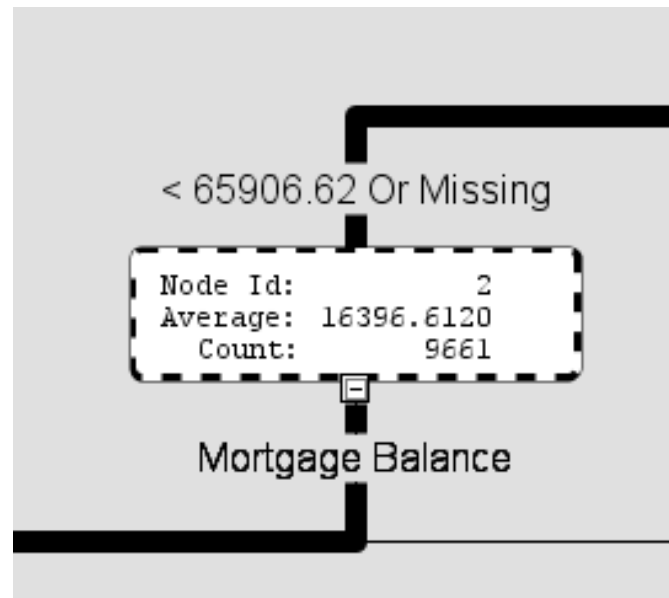 < 65906.62 Or Missing
Node Id: 2
Average: 16396.6120
Count: 9661
Mortgage Balance